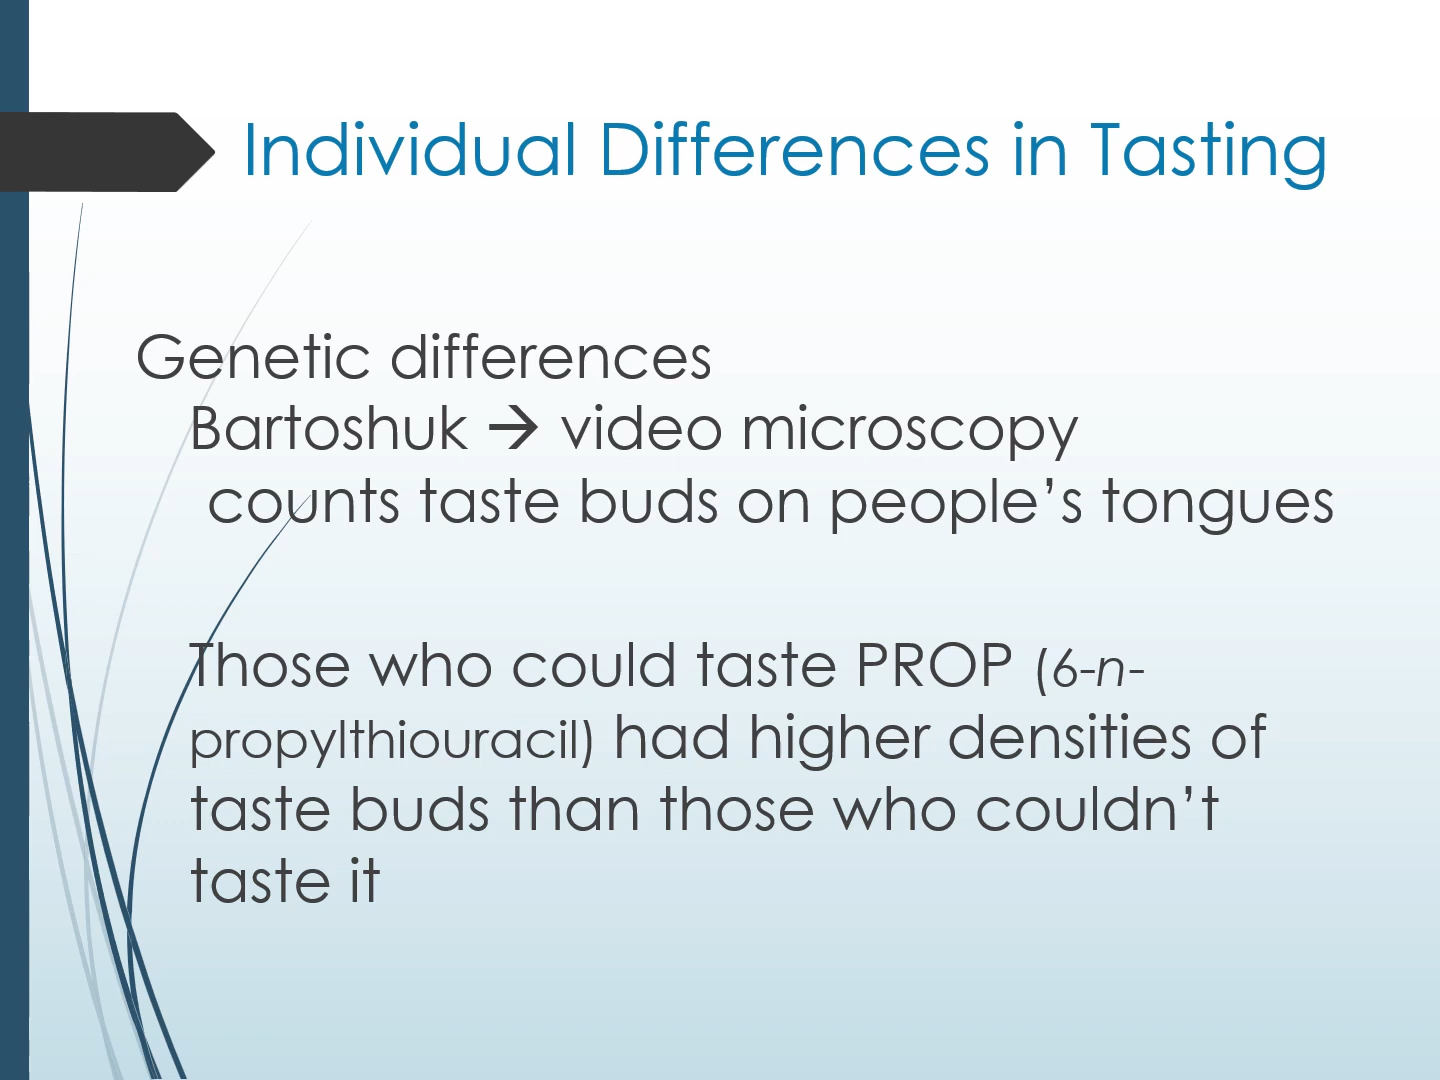 Individual Differences in Tasting
Genetic differences
Bartoshuk → video microscopy
counts taste buds on people’s tongues
Those who could taste PROP (6-n-
propylthiouracil) had higher densities of
taste buds than those who couldn’t
taste it